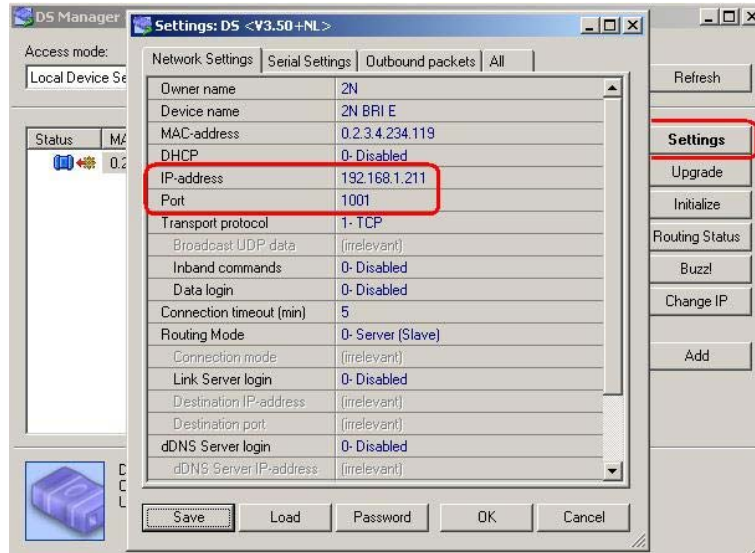 DS Manager
Settings: DS <V3.50+NL>
Access mode:
Local Device Se
Network Settings Serial Settings Outbound packets All
Owner name 2N
Device name 2N BRI E
MAC-address 0.2.3.4.234.119
DHCP 0- Disabled
IP-address 192.168.1.211
Port 1001
Transport protocol 1- TCP
Broadcast UDP data (irrelevant)
Inband commands 0- Disabled
Data login 0- Disabled
Connection timeout (min) 5
Routing Mode 0- Server (Slave)
Connection mode (irrelevant)
Link Server login 0- Disabled
Destination IP-address (irrelevant)
Destination port (irrelevant)
dDNS Server login 0- Disabled
dDNS Server IP-address (irrelevant)
Save Load Password OK Cancel
Status MA
0.2
Refresh
Settings
Upgrade
Initialize
Routing Status
Buzz!
Change IP
Add